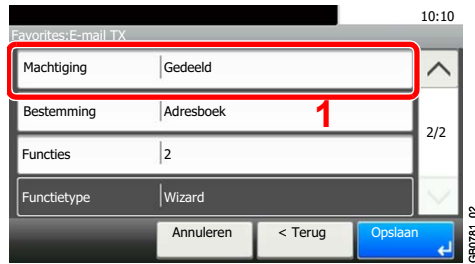 10:10
Favorites:E-mail TX
Machtiging Gedeeld
Bestemming Adresboek
1
2/2
Functies 2
Functietype Wizard
Annuleren < Terug Opslaan
GB0781_02